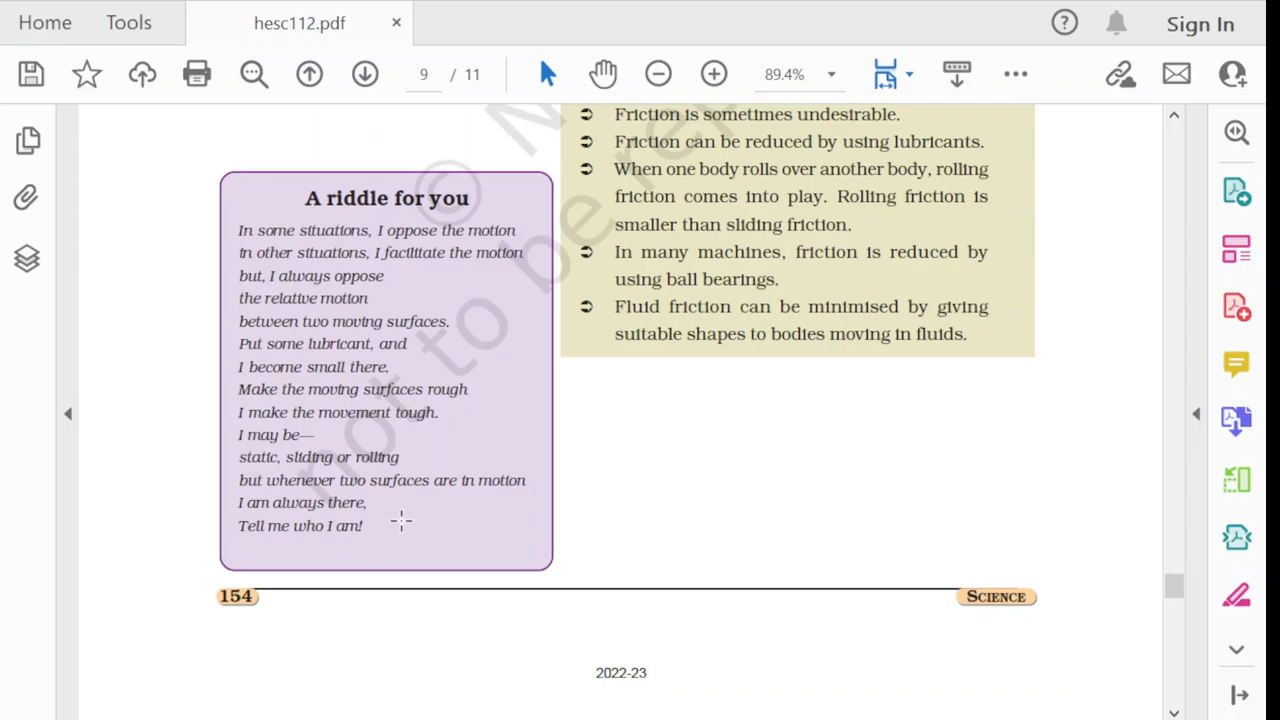 Home Tools hesc112.pdf × ? Sign In
9 / 11 89.4%
Friction is sometimes undesirable.
Friction can be reduced by using lubricants.
When one body rolls over another body, rolling
friction comes into play. Rolling friction is
smaller than sliding friction.
In many machines, friction is reduced by
using ball bearings.
Fluid friction can be minimised by giving
suitable shapes to bodies moving in fluids.
A riddle for you
In some situations, I oppose the motion
in other situations, I facilitate the motion
but, I always oppose
the relative motion
between two moving surfaces.
Put some lubricant, and
I become small there.
Make the moving surfaces rough
I make the movement tough.
I may be—
static, sliding or rolling
but whenever two surfaces are in motion
I am always there,
Tell me who I am!
© N
not to be rep
154 SCIENCE
2022-23